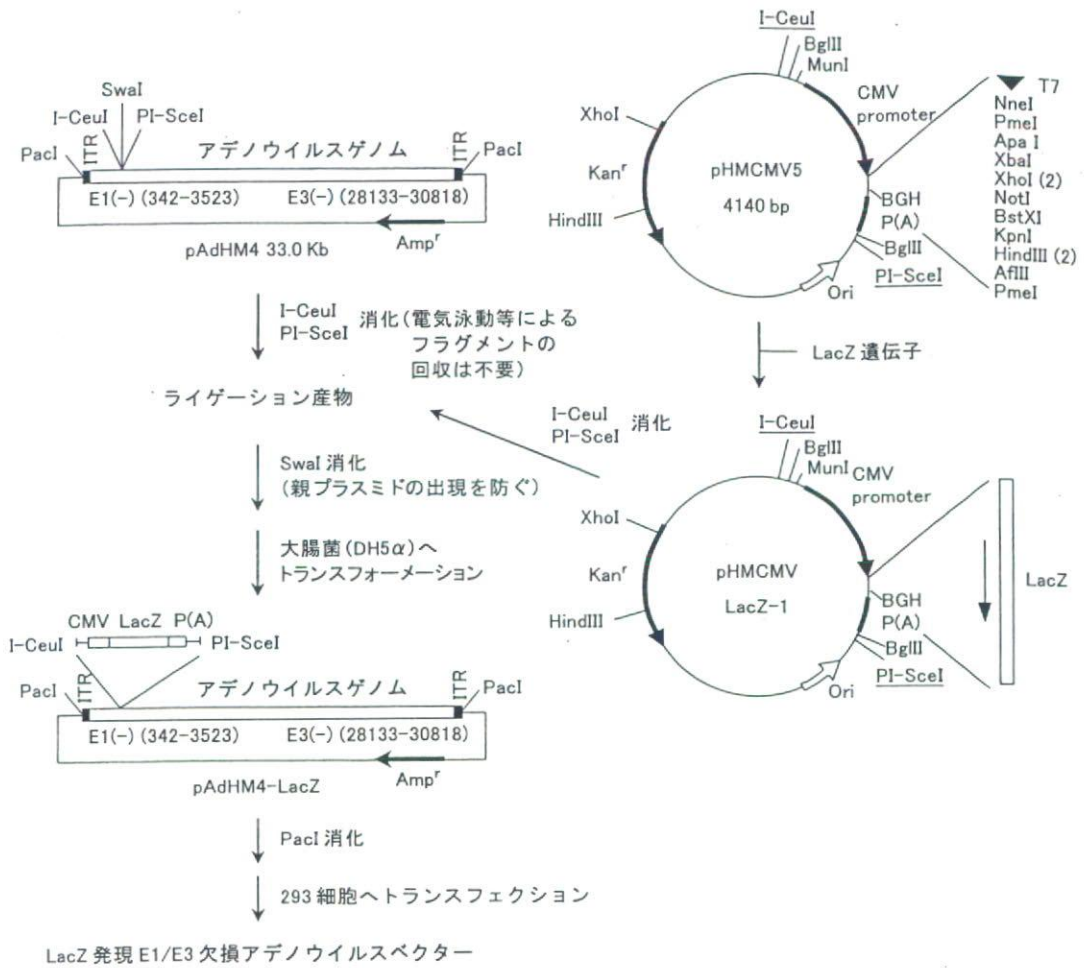 SwaI
I-CeuI
PI-SceI
PacI
ITR
アデノウイルスゲノム
ITR
PacI
E1(-) (342-3523)
E3(-) (28133-30818)
Ampʳ
pAdHM4 33.0 Kb
I-CeuI
PI-SceI
消化(電気泳動等による
フラグメントの
回収は不要)
ライゲーション産物
SwaI 消化
(親プラスミドの出現を防ぐ)
大腸菌(DH5α)へ
トランスフォーメーション
CMV LacZ P(A)
I-CeuI
PI-SceI
PacI
ITR
アデノウイルスゲノム
ITR
PacI
E1(-) (342-3523)
E3(-) (28133-30818)
Ampʳ
pAdHM4-LacZ
PacI 消化
293 細胞へトランスフェクション
LacZ 発現 E1/E3 欠損アデノウイルスベクター
I-CeuI
BglII
MunI
CMV
promoter
XhoI
Kanʳ
HindIII
pHMCMV5
4140 bp
BGH
P(A)
BglII
PI-SceI
Ori
T7
NneI
PmeI
Apa I
XbaI
XhoI (2)
NotI
BstXI
KpnI
HindIII (2)
AflII
PmeI
LacZ 遺伝子
I-CeuI
PI-SceI
消化
I-CeuI
BglII
MunI
CMV
promoter
XhoI
Kanʳ
HindIII
pHMCMV
LacZ-1
BGH
P(A)
BglII
PI-SceI
Ori
LacZ